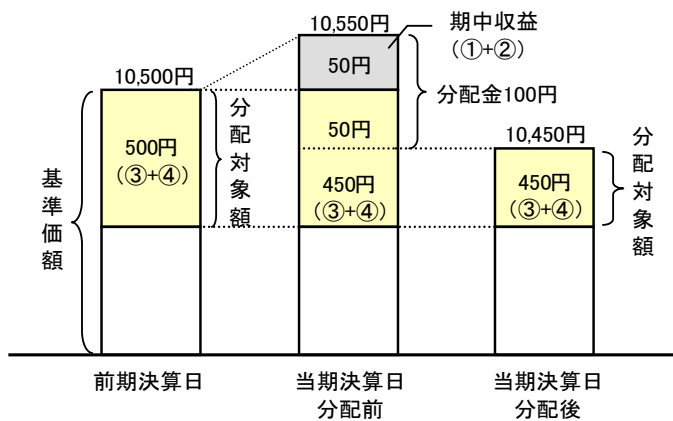 10,550円
期中収益
(①+②)
50円
10,500円
分配金100円
50円
10,450円
500円
(③+④)
分配対象額
450円
(③+④)
450円
(③+④)
分配対象額
基準価額
前期決算日
当期決算日
分配前
当期決算日
分配後